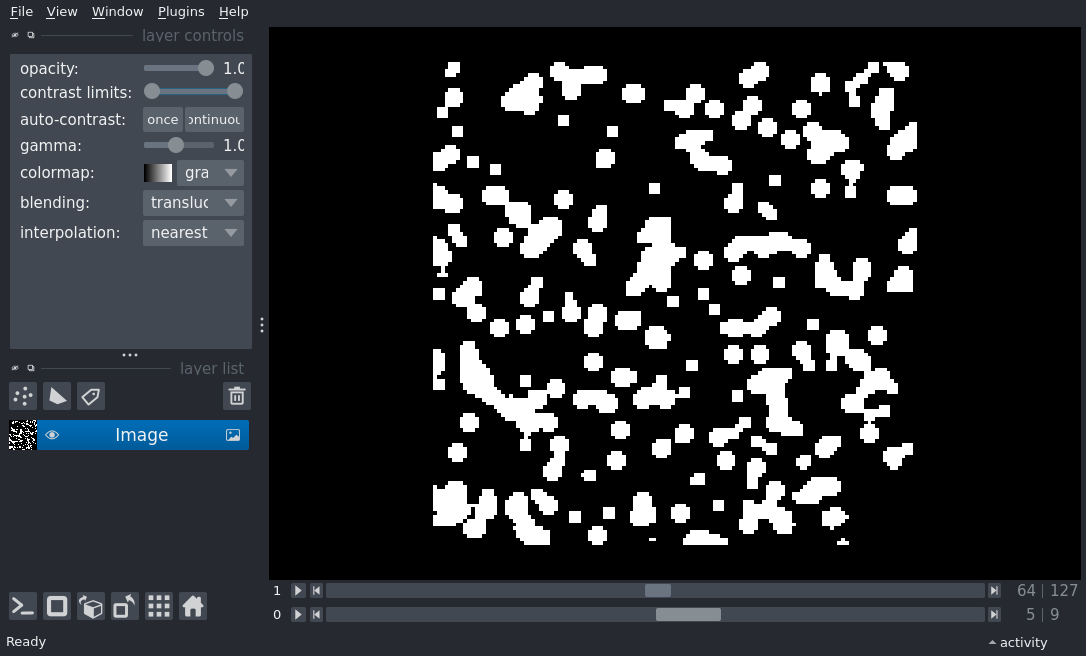 File View Window Plugins Help
layer controls
opacity: 1.0
contrast limits:
auto-contrast: once ontinuou
gamma: 1.0
colormap: gra
blending: transluc
interpolation: nearest
layer list
Image
1 64 | 127
0 5 | 9
Ready activity